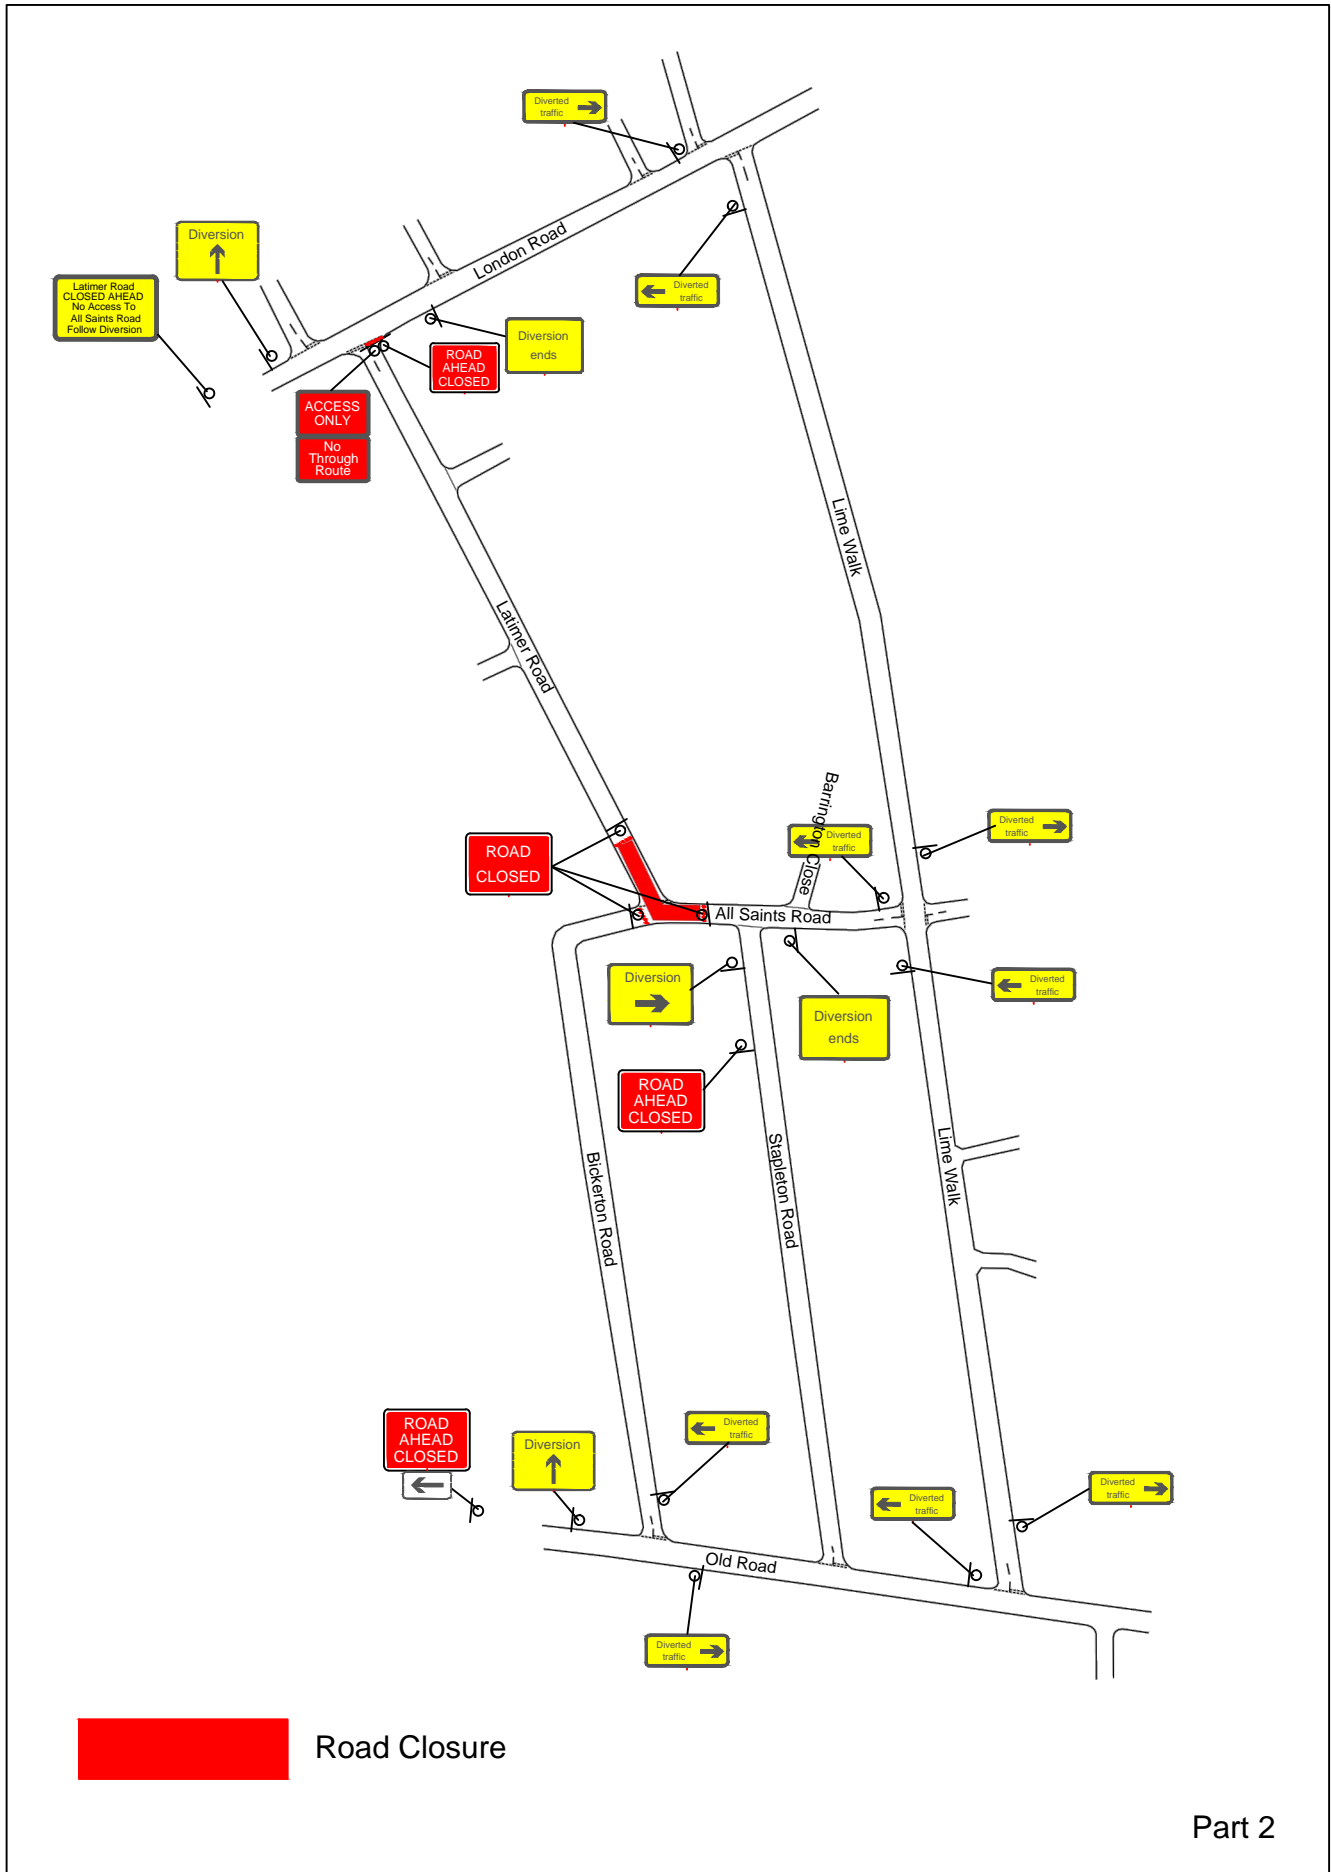 Diverted
traffic
London Road
Diversion
Latimer Road
CLOSED AHEAD
No Access To
All Saints Road
Follow Diversion
Diverted
traffic
Diversion
ends
ROAD
AHEAD
CLOSED
ACCESS
ONLY
No
Through
Route
Lime Walk
Latimer Road
Barrington Close
Diverted
traffic
Diverted
traffic
ROAD
CLOSED
All Saints Road
Diversion
Diversion
ends
Diverted
traffic
ROAD
AHEAD
CLOSED
Bickerton Road
Stapleton Road
Lime Walk
ROAD
AHEAD
CLOSED
Diversion
Diverted
traffic
Diverted
traffic
Diverted
traffic
Old Road
Diverted
traffic
Road Closure
Part 2